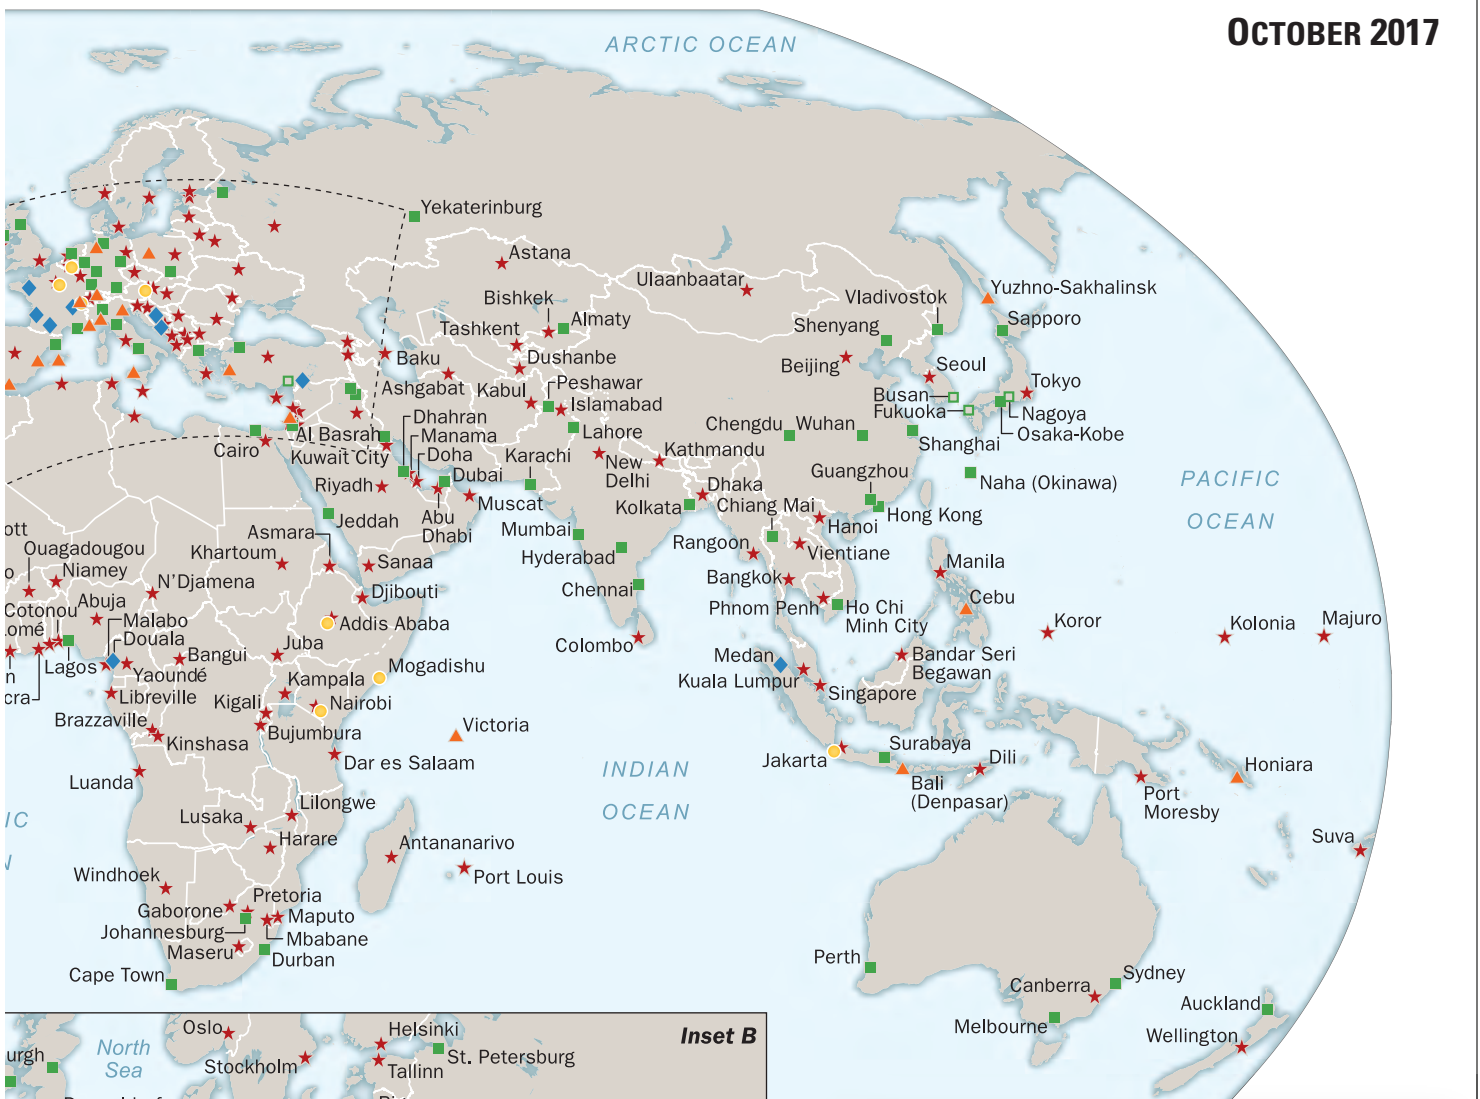 OCTOBER 2017
ARCTIC OCEAN
Yekaterinburg
Astana
Ulaanbaatar
Yuzhno-Sakhalinsk
Bishkek
Vladivostok
Almaty
Sapporo
Tashkent
Shenyang
Baku
Dushanbe
Beijing
Seoul
Ashgabat
Kabul
Peshawar
Tokyo
Islamabad
Busan
Fukuoka
Nagoya
Dhahran
Chengdu
Wuhan
Osaka-Kobe
Al Basrah
Manama
Lahore
Shanghai
Cairo
Kuwait City
Doha
Karachi
Kathmandu
New
Delhi
Guangzhou
Dubai
Riyadh
Naha (Okinawa)
PACIFIC
OCEAN
Dhaka
Muscat
Kolkata
Chiang Mai
Hong Kong
Jeddah
Abu
Dhabi
Mumbai
Hanoi
ott
Asmara
Rangoon
Vientiane
Ouagadougou
Khartoum
Hyderabad
Niamey
Sanaa
Manila
N'Djamena
Bangkok
Chennai
Djibouti
Cebu
Cotonou
Abuja
Phnom Penh
Ho Chi
Minh City
omé
Malabo
Addis Ababa
Koror
Kolonia
Majuro
Douala
Juba
Colombo
Lagos
Bangui
Mogadishu
Medan
Bandar Seri
Begawan
n
Yaoundé
Kampala
Kuala Lumpur
Singapore
cra
Libreville
Kigali
Nairobi
Brazzaville
Bujumbura
Victoria
Kinshasa
Surabaya
Dili
Dar es Salaam
Jakarta
INDIAN
OCEAN
Honiara
Luanda
Bali
(Denpasar)
Port
Moresby
Lilongwe
IC
Lusaka
Harare
Antananarivo
Suva
N
Windhoek
Port Louis
Pretoria
Gaborone
Maputo
Johannesburg
Mbabane
Maseru
Durban
Perth
Cape Town
Sydney
Canberra
Auckland
Melbourne
Wellington
Oslo
Helsinki
Inset B
urgh
North
Sea
St. Petersburg
Stockholm
Tallinn